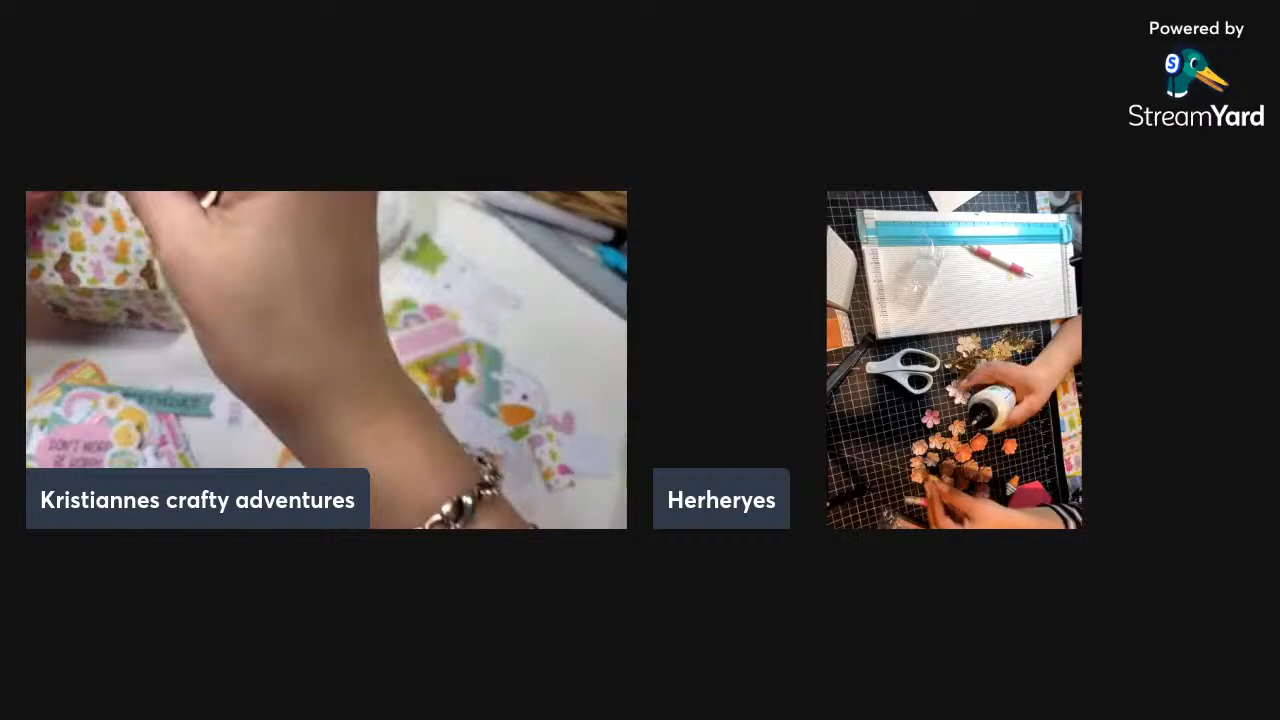 Powered by
S
StreamYard
DON'T WORRY
Kristiannes crafty adventures
Herheryes